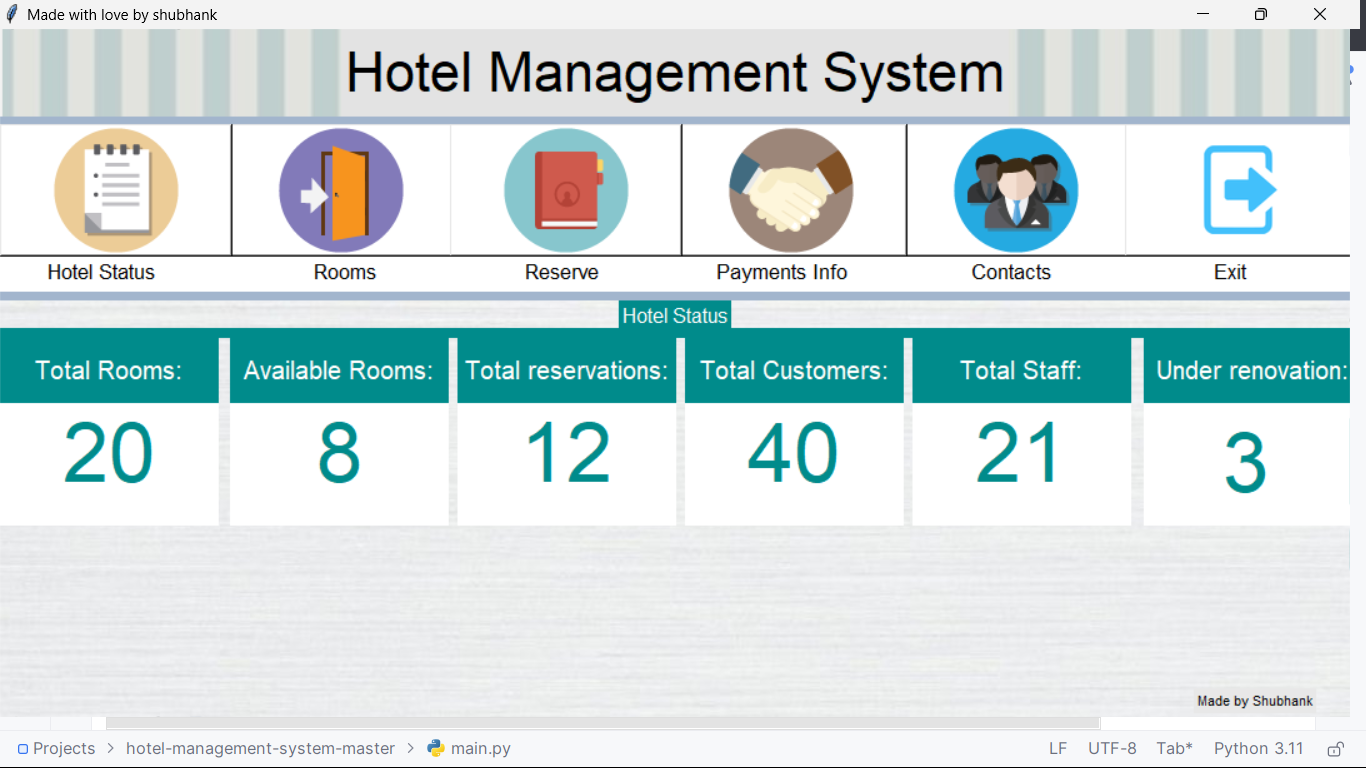 Made with love by shubhank
Hotel Management System
Hotel Status Rooms Reserve Payments Info Contacts Exit
Hotel Status
Total Rooms: Available Rooms: Total reservations: Total Customers: Total Staff: Under renovation:
20 8 12 40 21 3
Made by Shubhank
Projects > hotel-management-system-master > main.py LF UTF-8 Tab* Python 3.11